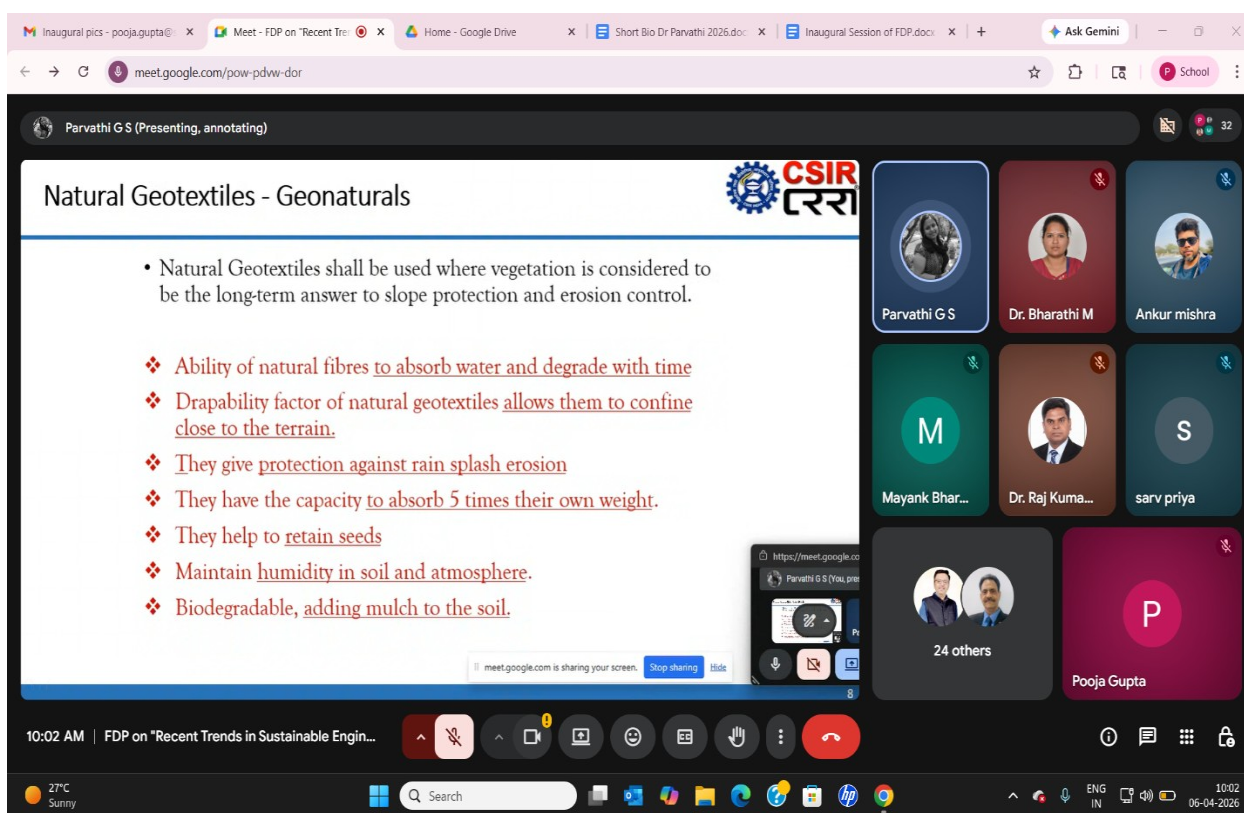 Inaugural pics - pooja.gupta@
Meet - FDP on "Recent Tre
Home - Google Drive
Short Bio Dr Parvathi 2026.doc
Inaugural Session of FDP.docx
Ask Gemini
meet.google.com/pow-pdvw-dor
P School
Parvathi G S (Presenting, annotating)
32
Natural Geotextiles - Geonaturals
CSIR
CRRI
• Natural Geotextiles shall be used where vegetation is considered to
be the long-term answer to slope protection and erosion control.
❖ Ability of natural fibres to absorb water and degrade with time
❖ Drapability factor of natural geotextiles allows them to confine
close to the terrain.
❖ They give protection against rain splash erosion
❖ They have the capacity to absorb 5 times their own weight.
❖ They help to retain seeds
❖ Maintain humidity in soil and atmosphere.
❖ Biodegradable, adding mulch to the soil.
https://meet.google.co
Parvathi G S (You, pre
meet.google.com is sharing your screen. Stop sharing Hide
8
Parvathi G S
Dr. Bharathi M
Ankur mishra
M
S
Mayank Bhar...
Dr. Raj Kuma...
sarv priya
24 others
P
Pooja Gupta
10:02 AM | FDP on "Recent Trends in Sustainable Engin...
27°C
Sunny
Search
ENG
IN
10:02
06-04-2026